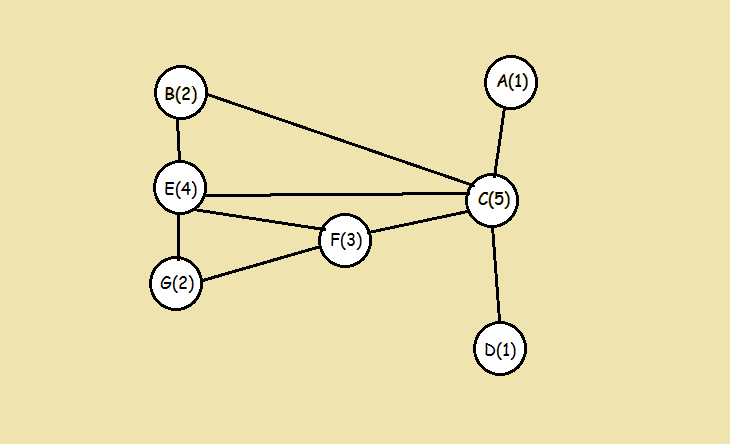 A(1)
B(2)
E(4)
C(5)
F(3)
G(2)
D(1)